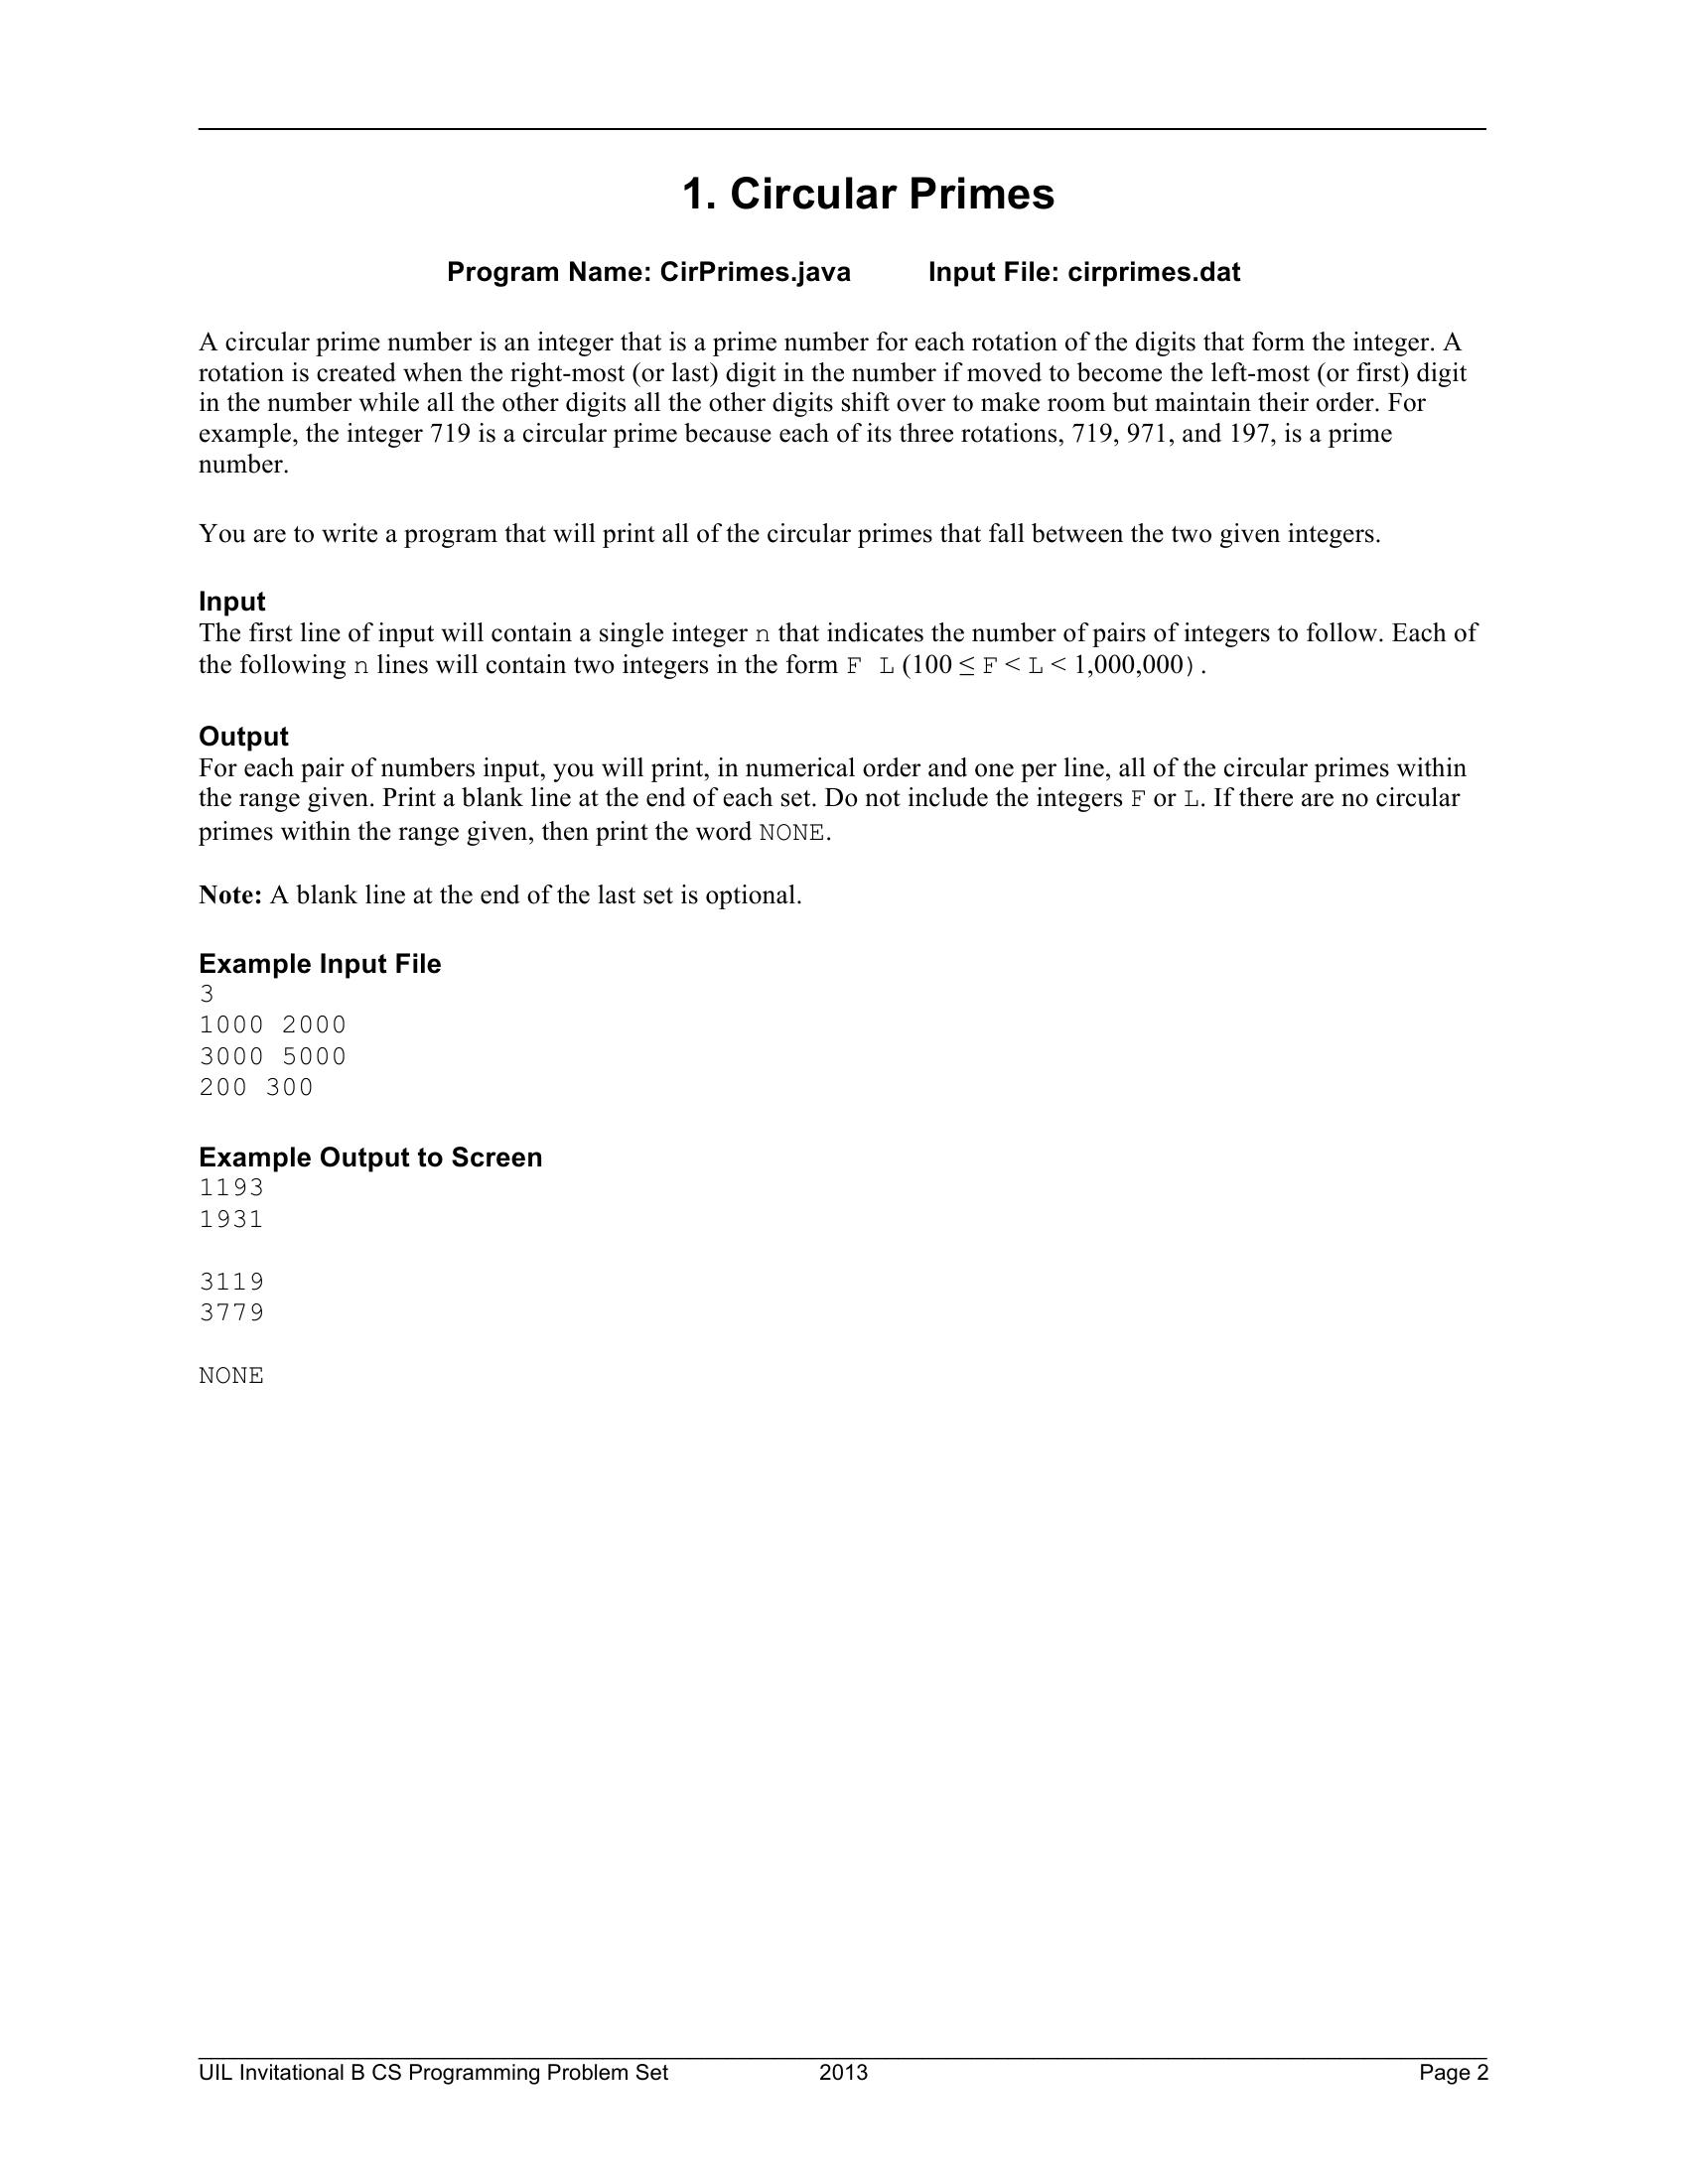 1. Circular Primes
Program Name: CirPrimes.java Input File: cirprimes.dat
A circular prime number is an integer that is a prime number for each rotation of the digits that form the integer. A
rotation is created when the right-most (or last) digit in the number if moved to become the left-most (or first) digit
in the number while all the other digits all the other digits shift over to make room but maintain their order. For
example, the integer 719 is a circular prime because each of its three rotations, 719, 971, and 197, is a prime
number.
You are to write a program that will print all of the circular primes that fall between the two given integers.
Input
The first line of input will contain a single integer n that indicates the number of pairs of integers to follow. Each of
the following n lines will contain two integers in the form F L (100 ≤ F < L < 1,000,000).
Output
For each pair of numbers input, you will print, in numerical order and one per line, all of the circular primes within
the range given. Print a blank line at the end of each set. Do not include the integers F or L. If there are no circular
primes within the range given, then print the word NONE.
Note: A blank line at the end of the last set is optional.
Example Input File
3
1000 2000
3000 5000
200 300
Example Output to Screen
1193
1931
3119
3779
NONE
UIL Invitational B CS Programming Problem Set 2013 Page 2